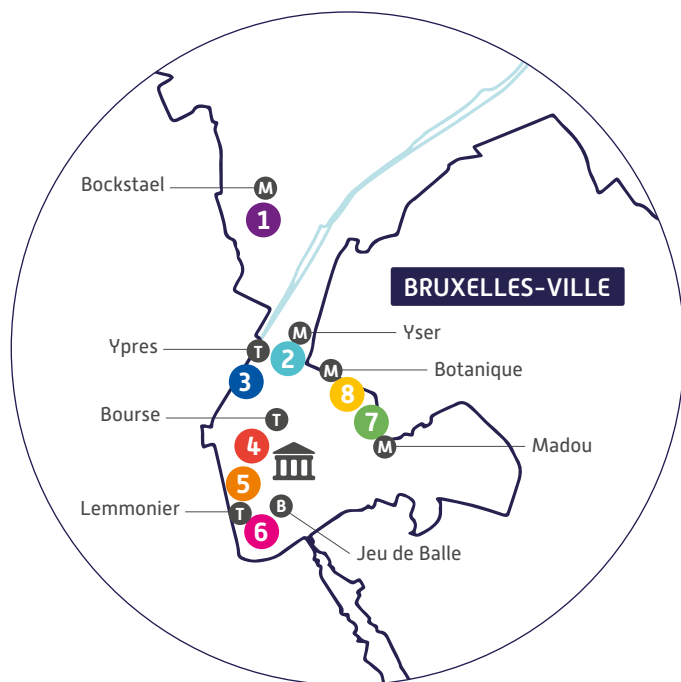 Bockstael
M
1
BRUXELLES-VILLE
M
Yser
Ypres
T
2
M
Botanique
3
8
Bourse
T
7
4
M
Madou
5
Lemmonier
T
B
6
Jeu de Balle